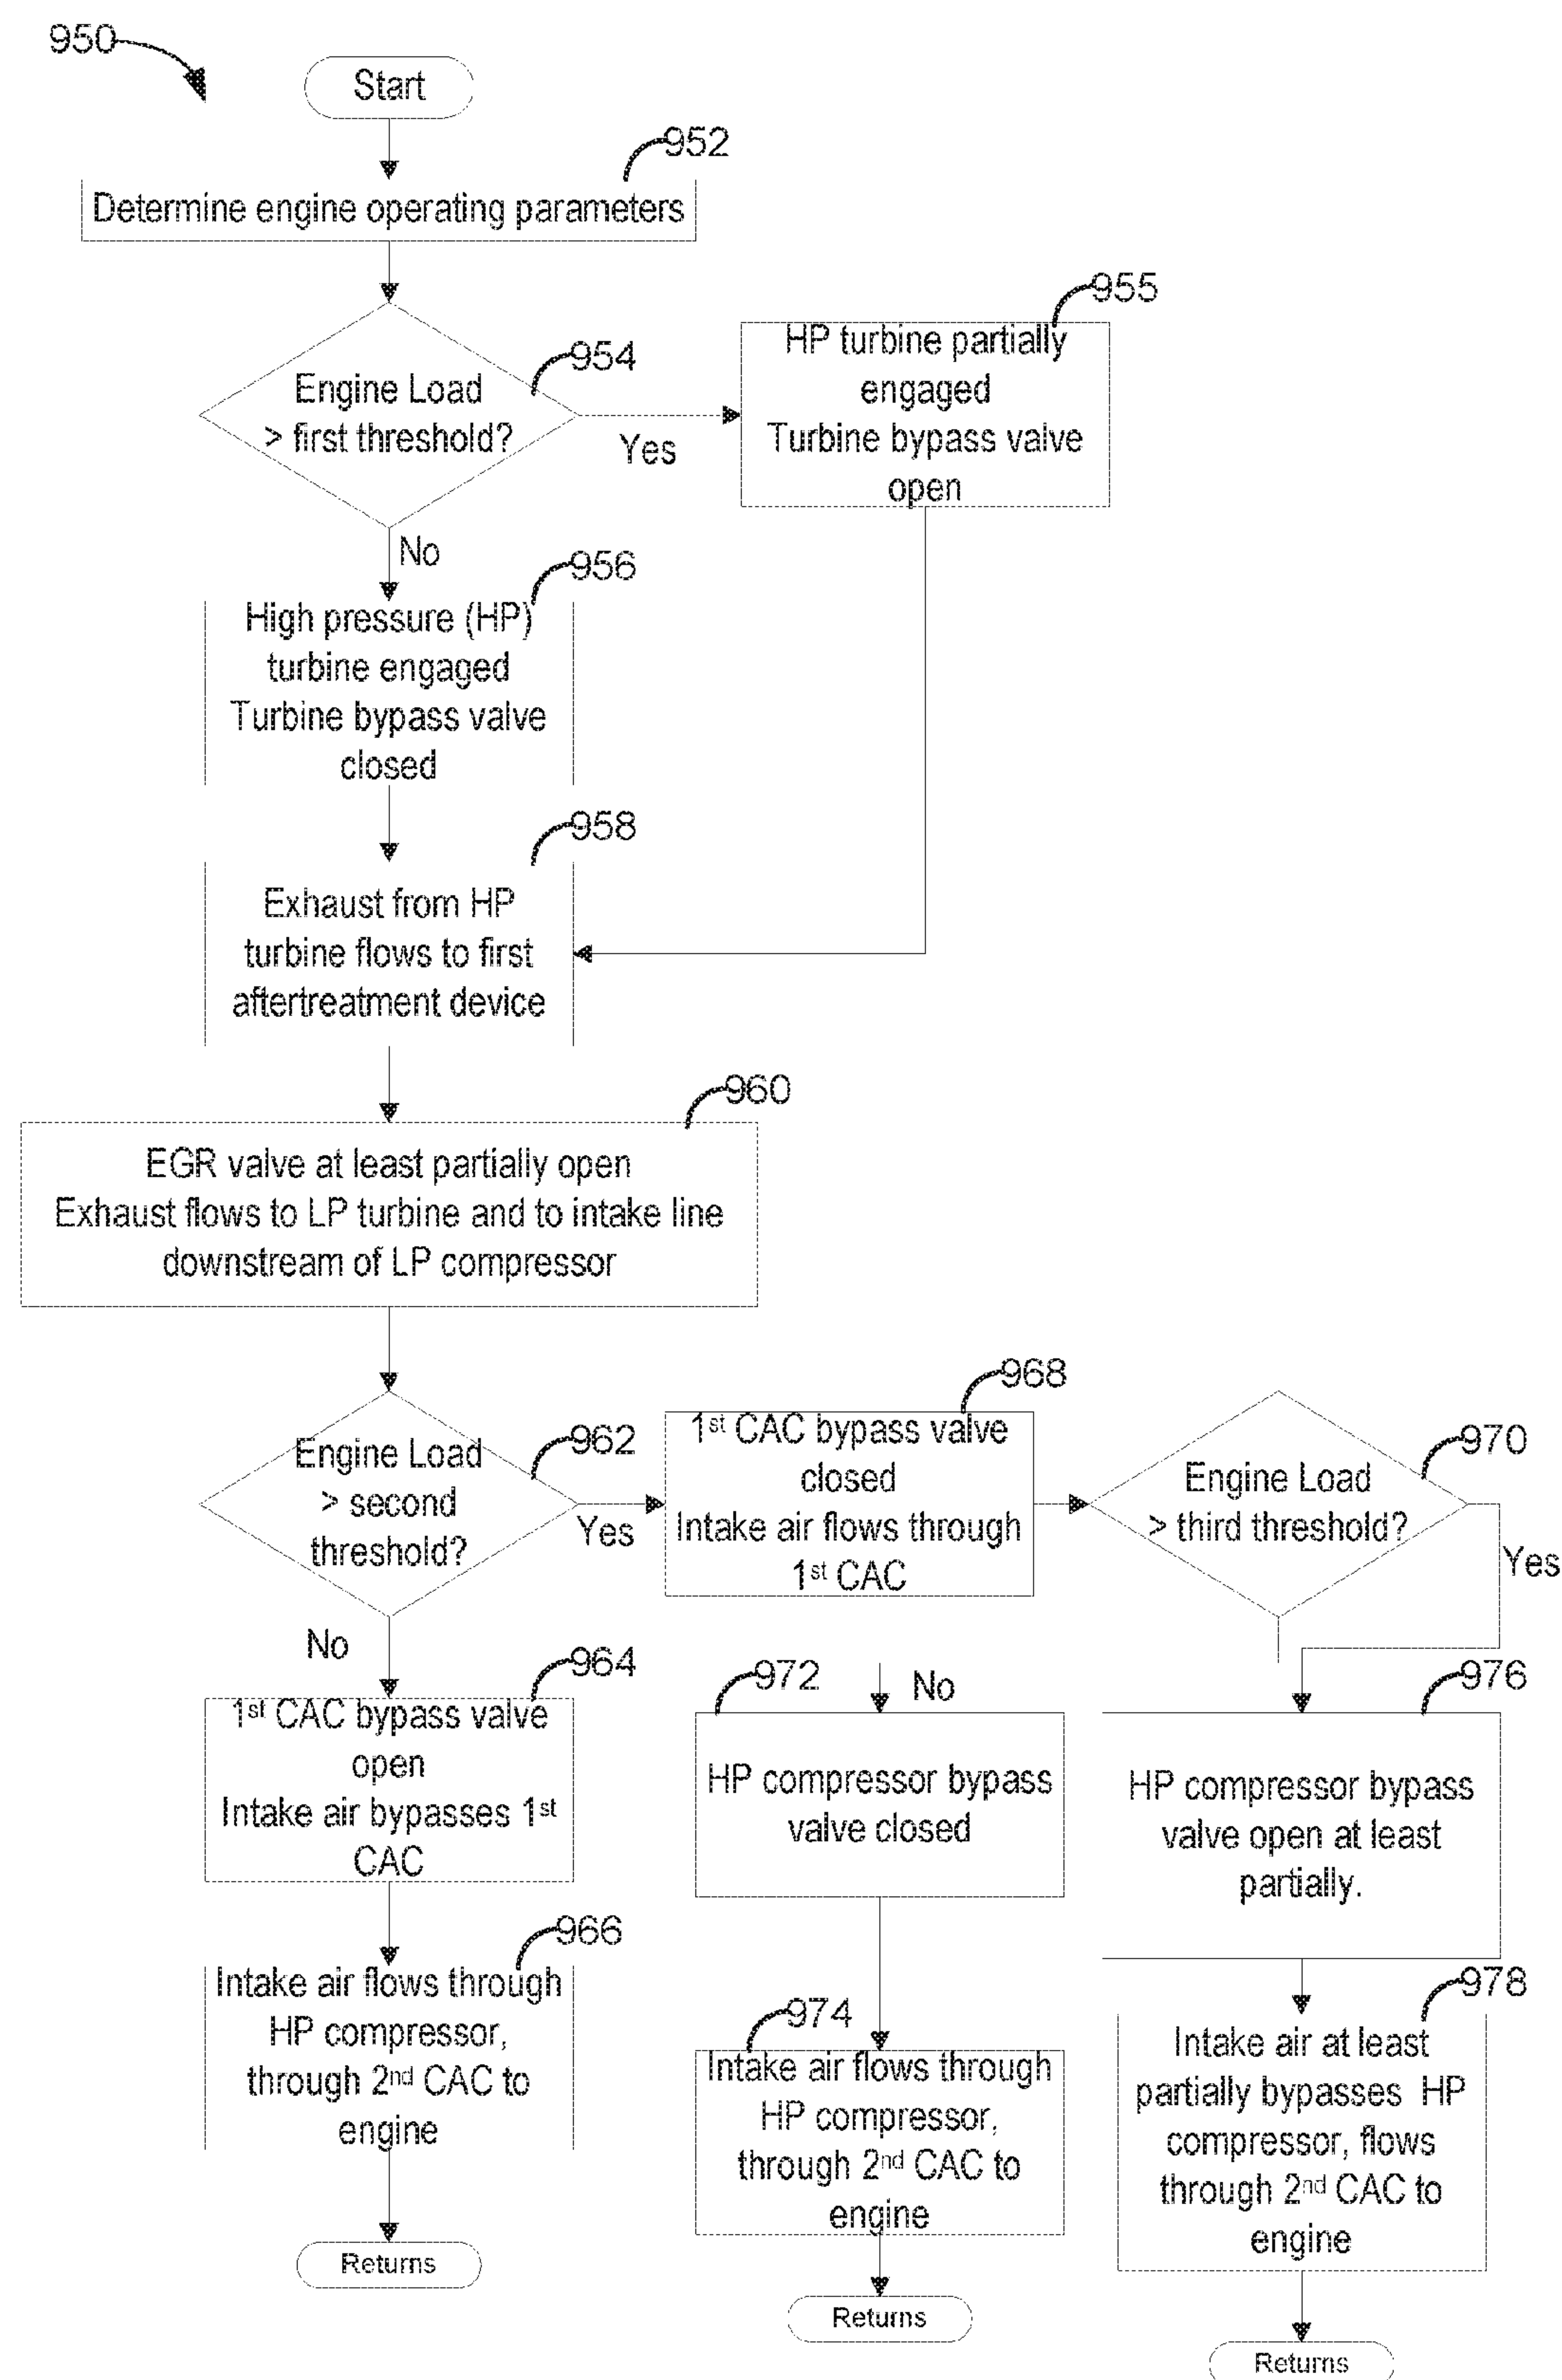 950
Start
952
Determine engine operating parameters
954
Engine Load
> first threshold?
Yes
No
955
HP turbine partially
engaged
Turbine bypass valve
open
956
High pressure (HP)
turbine engaged
Turbine bypass valve
closed
958
Exhaust from HP
turbine flows to first
aftertreatment device
960
EGR valve at least partially open
Exhaust flows to LP turbine and to intake line
downstream of LP compressor
962
Engine Load
> second
threshold?
Yes
No
968
1st CAC bypass valve
closed
Intake air flows through
1st CAC
970
Engine Load
> third threshold?
Yes
No
964
1st CAC bypass valve
open
Intake air bypasses 1st
CAC
966
Intake air flows through
HP compressor,
through 2nd CAC to
engine
Returns
972
HP compressor bypass
valve closed
974
Intake air flows through
HP compressor,
through 2nd CAC to
engine
Returns
976
HP compressor bypass
valve open at least
partially.
978
Intake air at least
partially bypasses HP
compressor, flows
through 2nd CAC to
engine
Returns